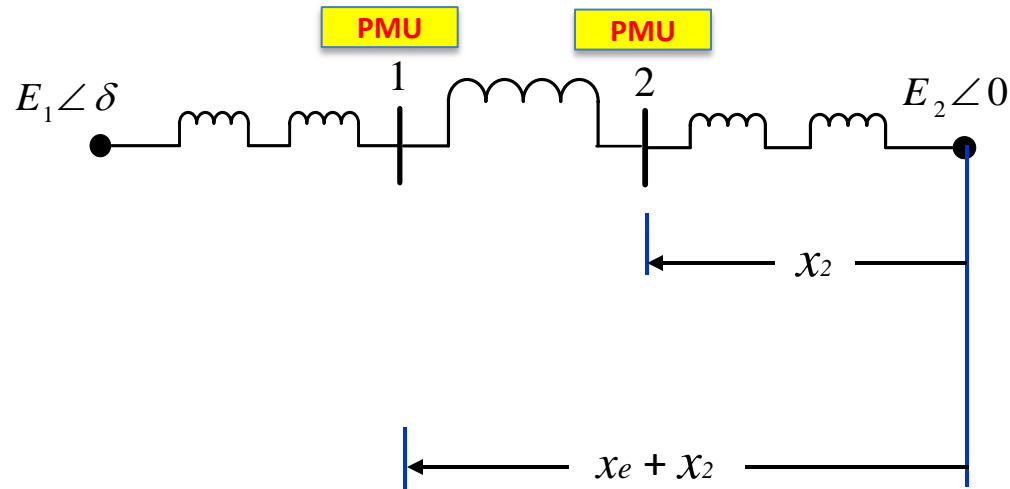 PMU PMU
1 2
E₁∠δ E₂∠0
x₂
xₑ + x₂